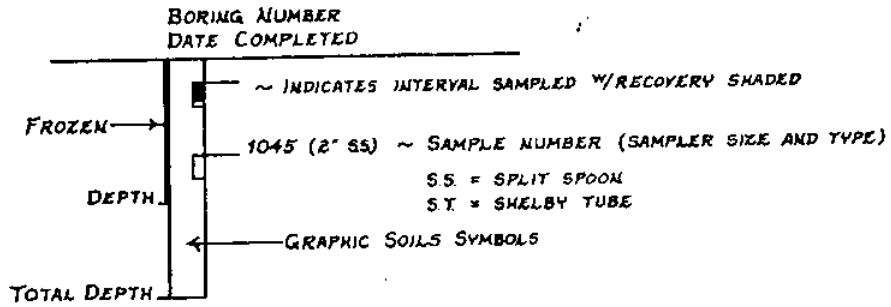 BORING NUMBER
DATE COMPLETED
~ INDICATES INTERVAL SAMPLED W/RECOVERY SHADED
FROZEN
1045 (2" S.S.) ~ SAMPLE NUMBER (SAMPLER SIZE AND TYPE)
S.S. = SPLIT SPOON
DEPTH
S.T. = SHELBY TUBE
GRAPHIC SOILS SYMBOLS
TOTAL DEPTH